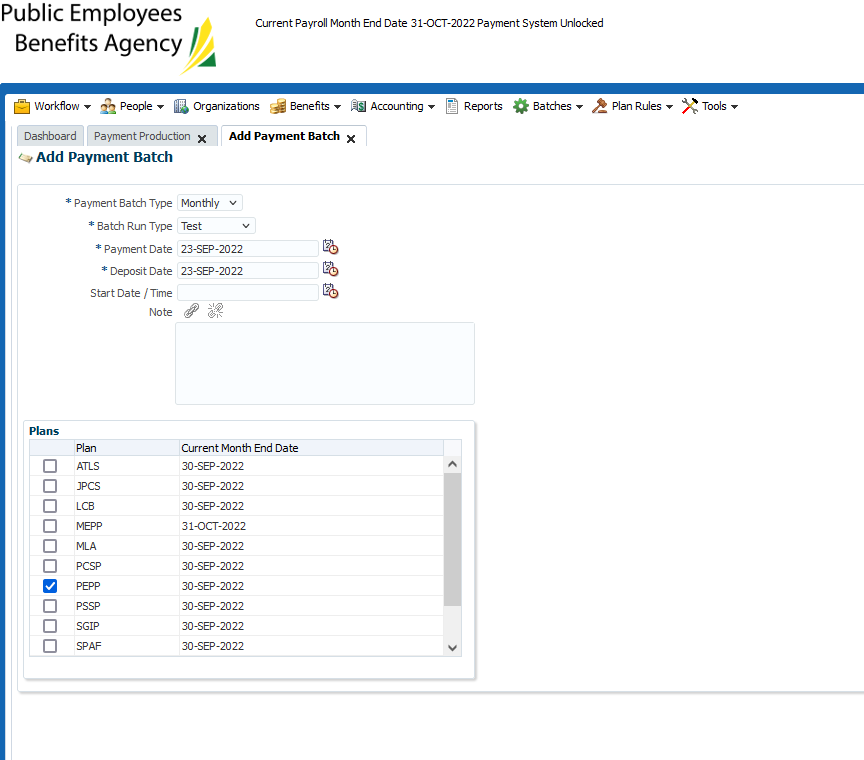 Public Employees
Benefits Agency
Current Payroll Month End Date 31-OCT-2022 Payment System Unlocked
Workflow People Organizations Benefits Accounting Reports Batches Plan Rules Tools
Dashboard Payment Production Add Payment Batch
Add Payment Batch
* Payment Batch Type Monthly
* Batch Run Type Test
* Payment Date 23-SEP-2022
* Deposit Date 23-SEP-2022
Start Date / Time
Note
Plans
Plan Current Month End Date
ATLS 30-SEP-2022
JPCS 30-SEP-2022
LCB 30-SEP-2022
MEPP 31-OCT-2022
MLA 30-SEP-2022
PCSP 30-SEP-2022
PEPP 30-SEP-2022
PSSP 30-SEP-2022
SGIP 30-SEP-2022
SPAF 30-SEP-2022